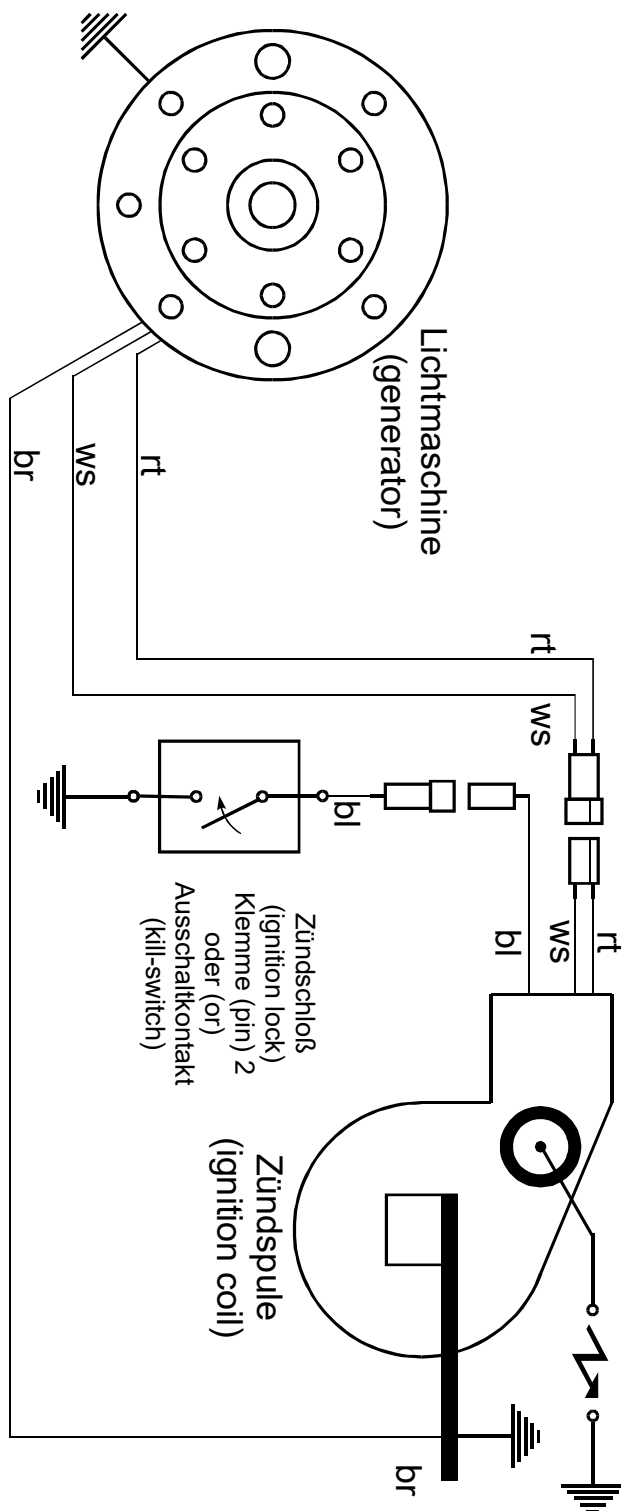 Lichtmaschine
(generator)
rt
ws
br
rt
ws
rt
ws
bl
bl
Zündschloß
(ignition lock)
Klemme (pin) 2
oder (or)
Ausschaltkontakt
(kill-switch)
Zündspule
(ignition coil)
br